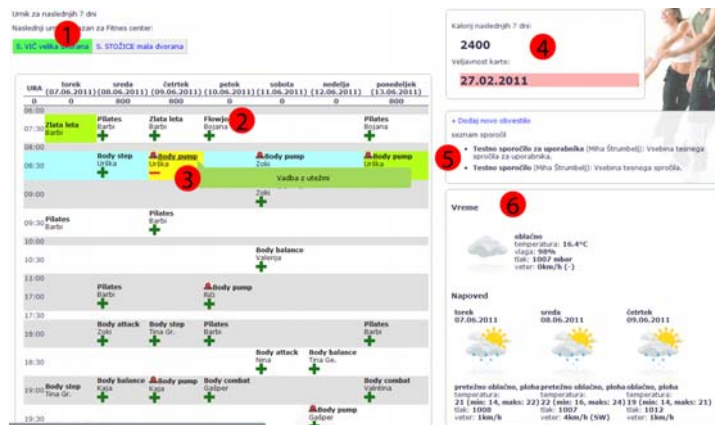 Urnik za naslednjih 7 dni
Naslednji
za Fitnes center:
1
S. VIČ velika dvorana S. STOŽICE mala dvorana
URA torek sreda četrtek petek sobota nedelja ponedeljek
(07.06.2011) (08.06.2011) (09.06.2011) (10.06.2011) (11.06.2011) (12.06.2011) (13.06.2011)
0 0 800 800 0 0 0 800
06:00
07:30 Zlata leta Pilates Zlata leta Flowjo Pilates
Barbi Barbi Barbi Bojana Bojana
2
08:00
08:30 Body step Body pump Body pump Body pump
Urška Urška Zoki Urška
3
Vadba z utežmi
09:00 Zoki
09:30 Pilates Pilates
Barbi Barbi
10:00
10:30 Body balance
Valerija
11:00
17:00 Pilates Body pump
Barbi Riči
17:30
18:00 Body attack Body step Pilates Pilates
Zoki Tina Gr. Barbi Barbi
18:30 Body attack Body balance
Nina Tina Ge.
19:00 Body step Body balance Body pump Body combat Body combat
Tina Gr. Kaja Kaja Gašper Valntina
19:30 Body pump
Gašper
Kalorij naslednjih 7 dni:
2400
4
Veljavnost karte:
27.02.2011
+ Dodaj novo obvestilo
seznam sporočil
5
Testno sporočilo za uporabnika (Miha Štrumbelj): Vsebina tesnega
spročila za uporabnika.
Testno sporočilo (Miha Štrumbelj): Vsebina tesnega spročila.
6
Vreme
oblačno
temperatura: 16.4°C
vlaga: 98%
tlak: 1007 mbar
veter: 0km/h (-)
Napoved
torek sreda četrtek
07.06.2011 08.06.2011 09.06.2011
pretežno oblačno, ploha pretežno oblačno, ploha oblačno, ploha
temperatura: temperatura: temperatura:
21 (min: 14, maks: 22) 22 (min: 16, maks: 24) 19 (min: 14, maks: 21)
tlak: 1008 tlak: 1007 tlak: 1012
veter: 1km/h veter: 4km/h (SW) veter: 1km/h